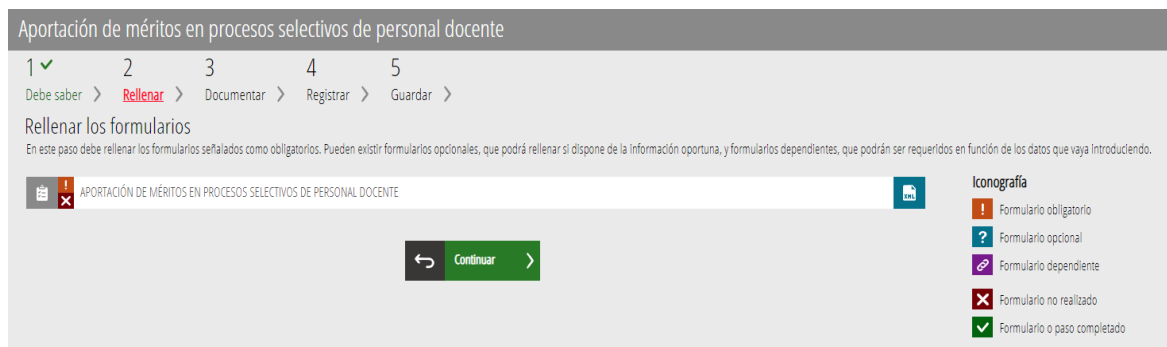 Aportación de méritos en procesos selectivos de personal docente
1 2 3 4 5
Debe saber Rellenar Documentar Registrar Guardar
Rellenar los formularios
En este paso debe rellenar los formularios señalados como obligatorios. Pueden existir formularios opcionales, que podrá rellenar si dispone de la información oportuna, y formularios dependientes, que podrán ser requeridos en función de los datos que vaya introduciendo.
! APORTACIÓN DE MÉRITOS EN PROCESOS SELECTIVOS DE PERSONAL DOCENTE XML
Continuar
Iconografía
! Formulario obligatorio
? Formulario opcional
Formulario dependiente
Formulario no realizado
Formulario o paso completado